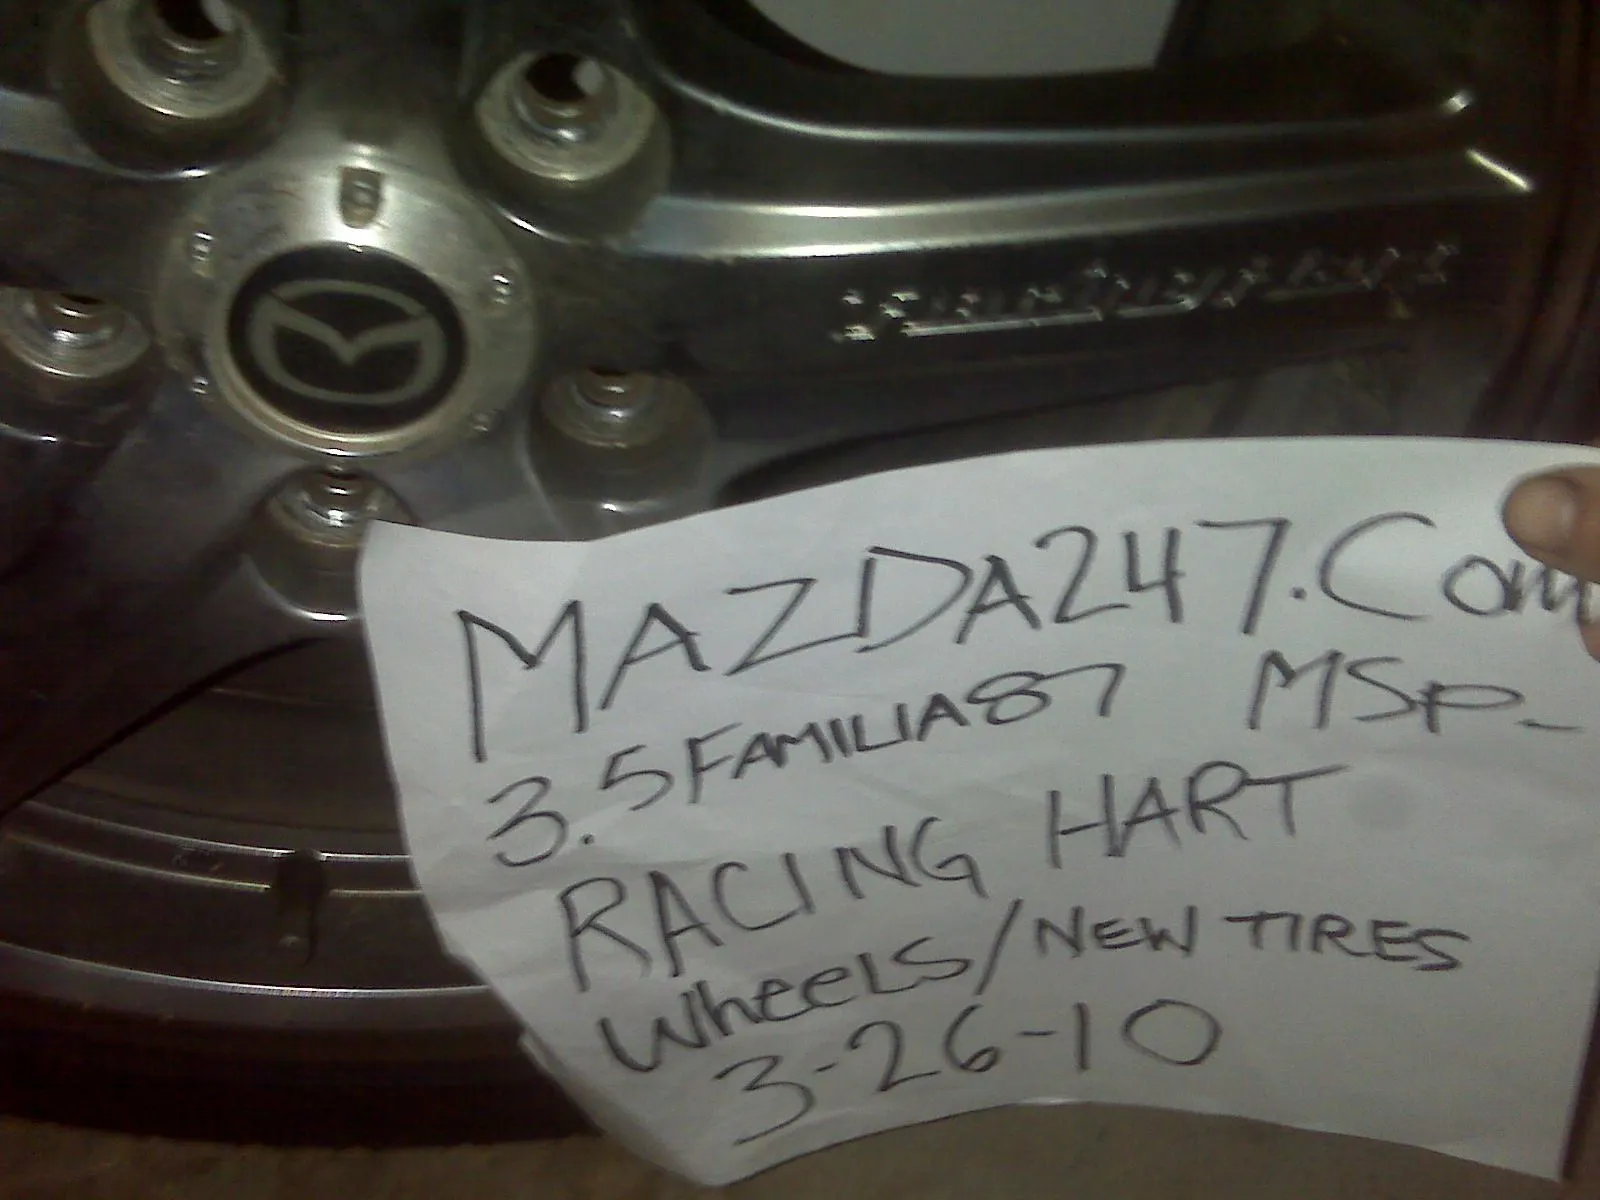 MAZDA247.Com
3.5FAMILIA87 MSP-
RACING HART
WheelS/NEW TIRES
3-26-10